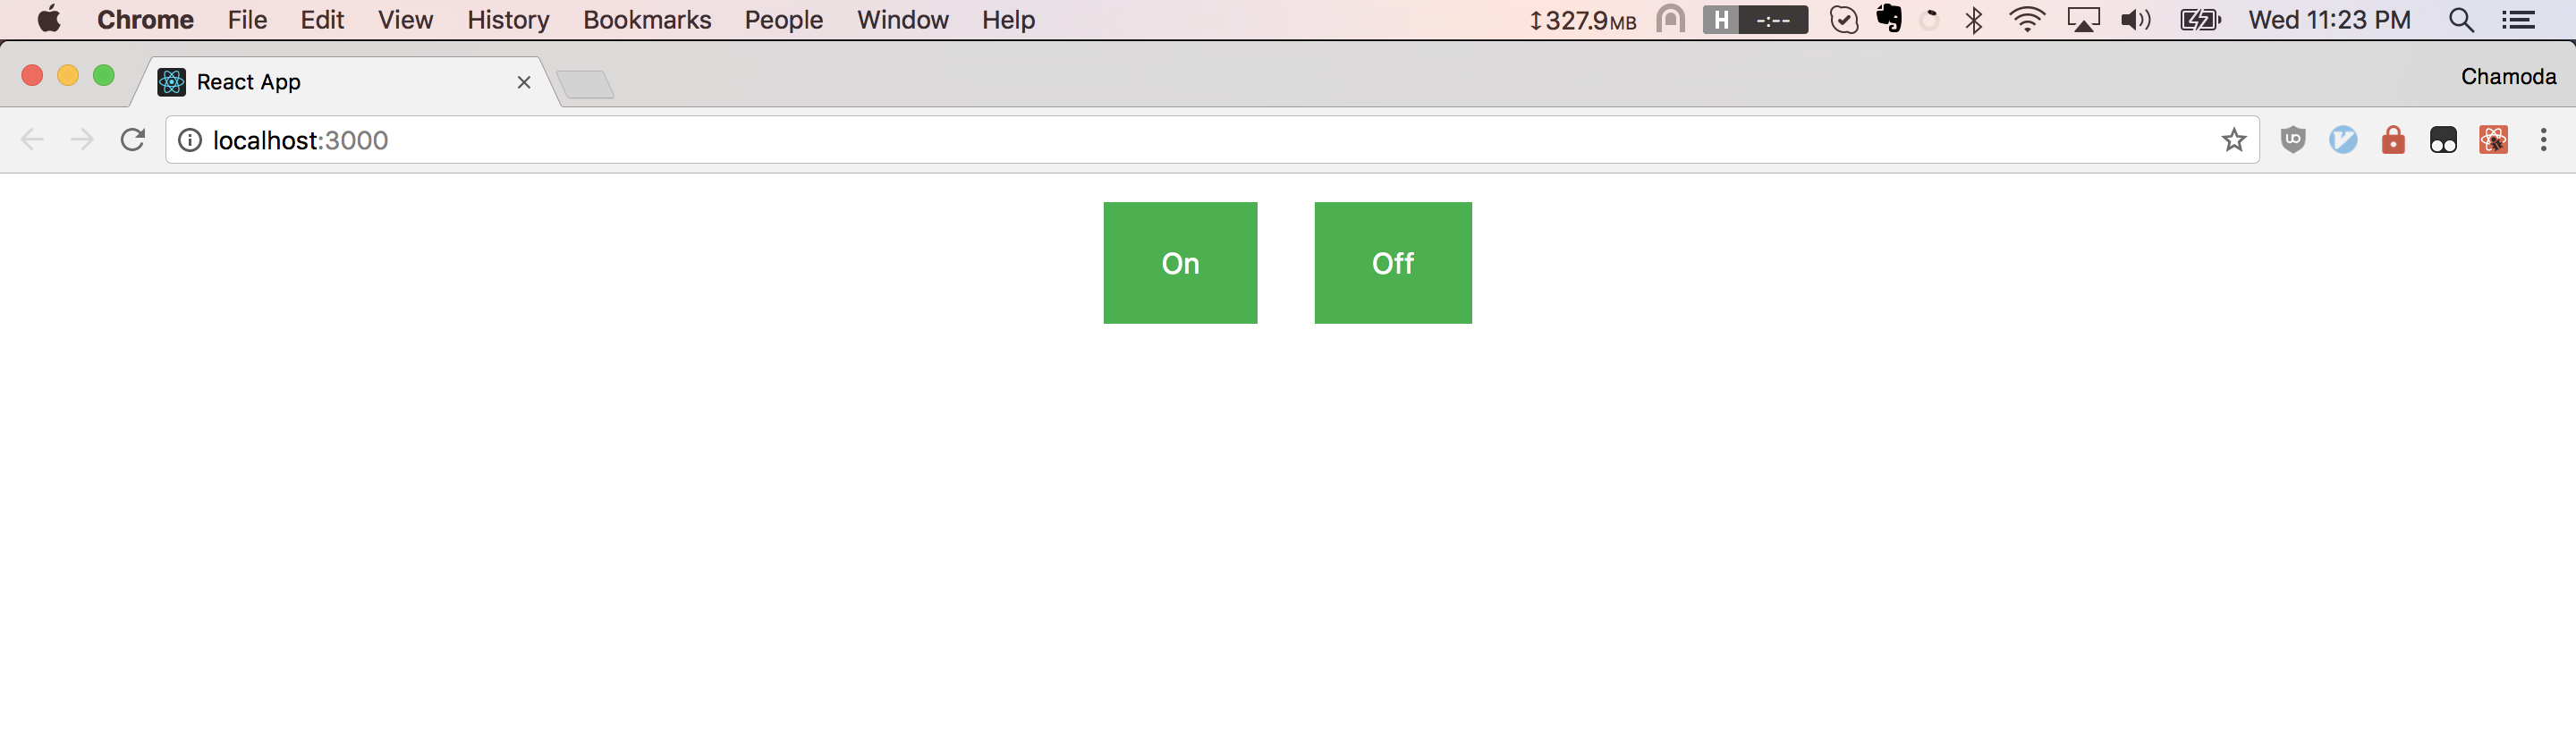 Chrome File Edit View History Bookmarks People Window Help ↕327.9MB H -:-- Wed 11:23 PM
React App Chamoda
localhost:3000
On Off